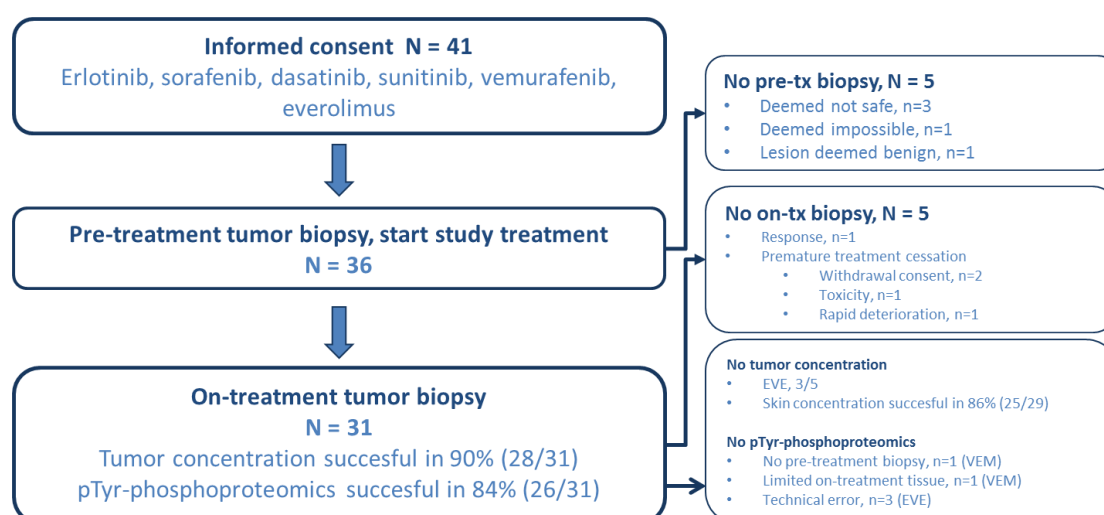 Informed consent  N = 41
Erlotinib, sorafenib, dasatinib, sunitinib, vemurafenib,
everolimus
Pre-treatment tumor biopsy, start study treatment
N = 36
On-treatment tumor biopsy
N = 31
Tumor concentration succesful in 90% (28/31)
pTyr-phosphoproteomics succesful in 84% (26/31)
No pre-tx biopsy, N = 5
• Deemed not safe, n=3
• Deemed impossible, n=1
• Lesion deemed benign, n=1
No on-tx biopsy, N = 5
• Response, n=1
• Premature treatment cessation
• Withdrawal consent, n=2
• Toxicity, n=1
• Rapid deterioration, n=1
No tumor concentration
• EVE, 3/5
• Skin concentration succesful in 86% (25/29)
No pTyr-phosphoproteomics
• No pre-treatment biopsy, n=1 (VEM)
• Limited on-treatment tissue, n=1 (VEM)
• Technical error, n=3 (EVE)